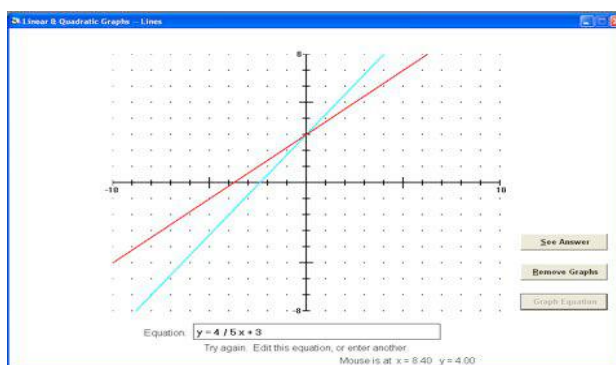 Linear & Quadratic Graphs -- Lines
8
-10
10
-8
See Answer
Remove Graphs
Graph Equation
Equation: y = 4 / 5 x + 3
Try again. Edit this equation, or enter another.
Mouse is at x = 8.40 y = 4.00